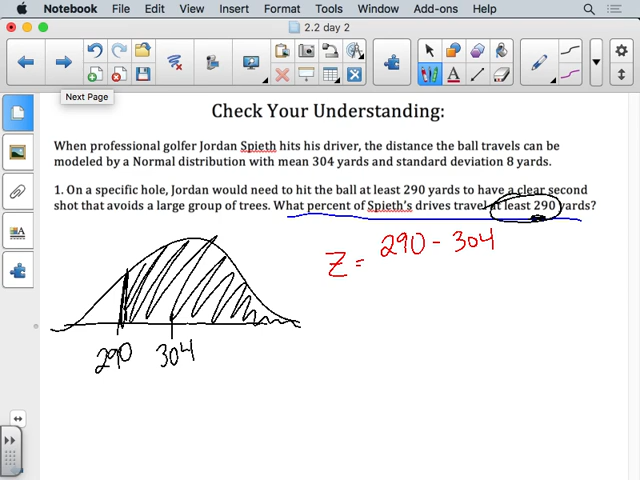 Notebook File Edit View Insert Format Tools Window Help
2.2 day 2
Next Page
Check Your Understanding:
When professional golfer Jordan Spieth hits his driver, the distance the ball travels can be
modeled by a Normal distribution with mean 304 yards and standard deviation 8 yards.
1. On a specific hole, Jordan would need to hit the ball at least 290 yards to have a clear second
shot that avoids a large group of trees. What percent of Spieth's drives travel at least 290 yards?
Z = 290 - 304
290 304